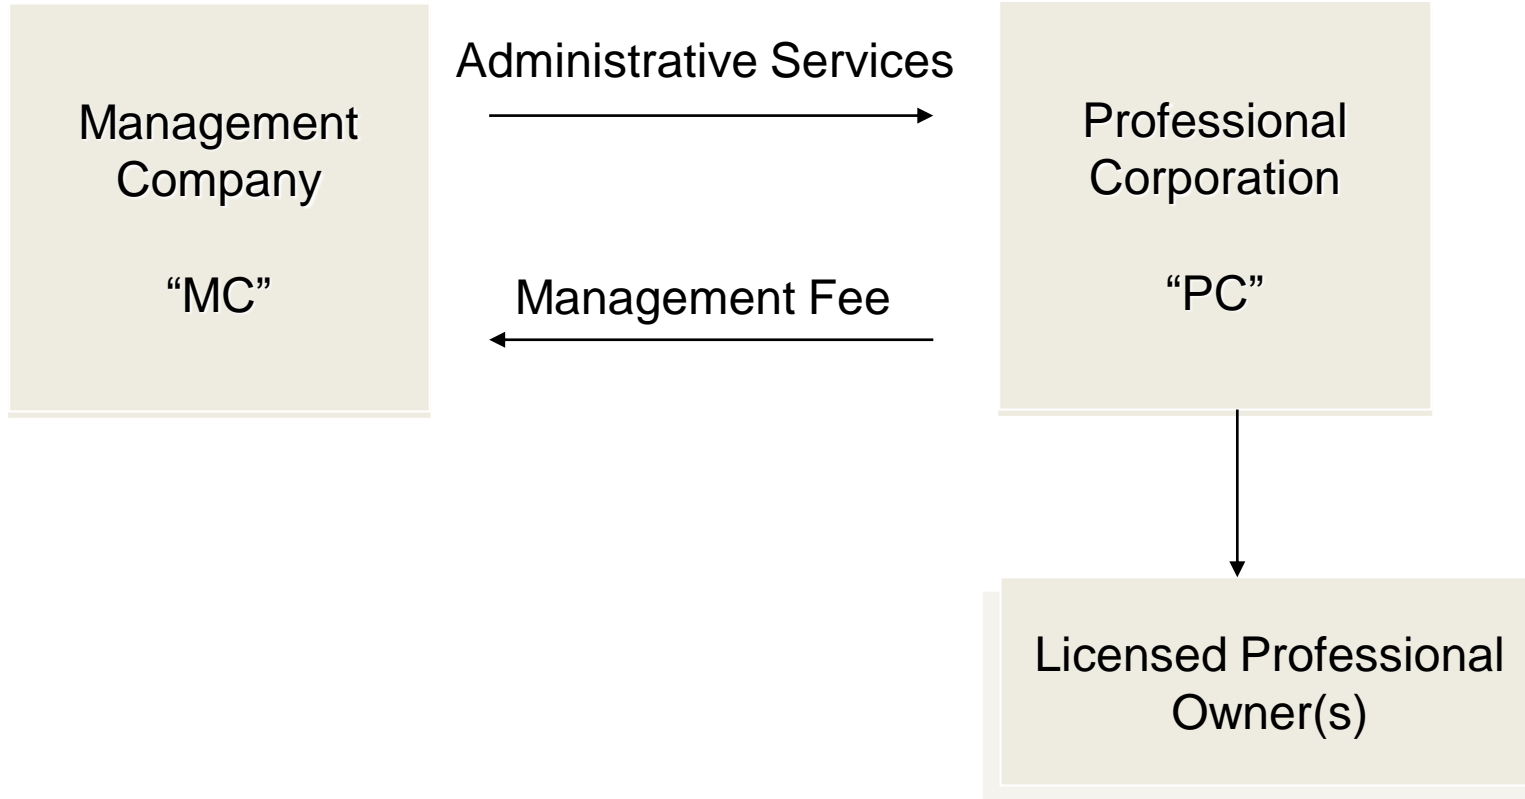 Management
Company
“MC”
Administrative Services
Management Fee
Professional
Corporation
“PC”
Licensed Professional
Owner(s)